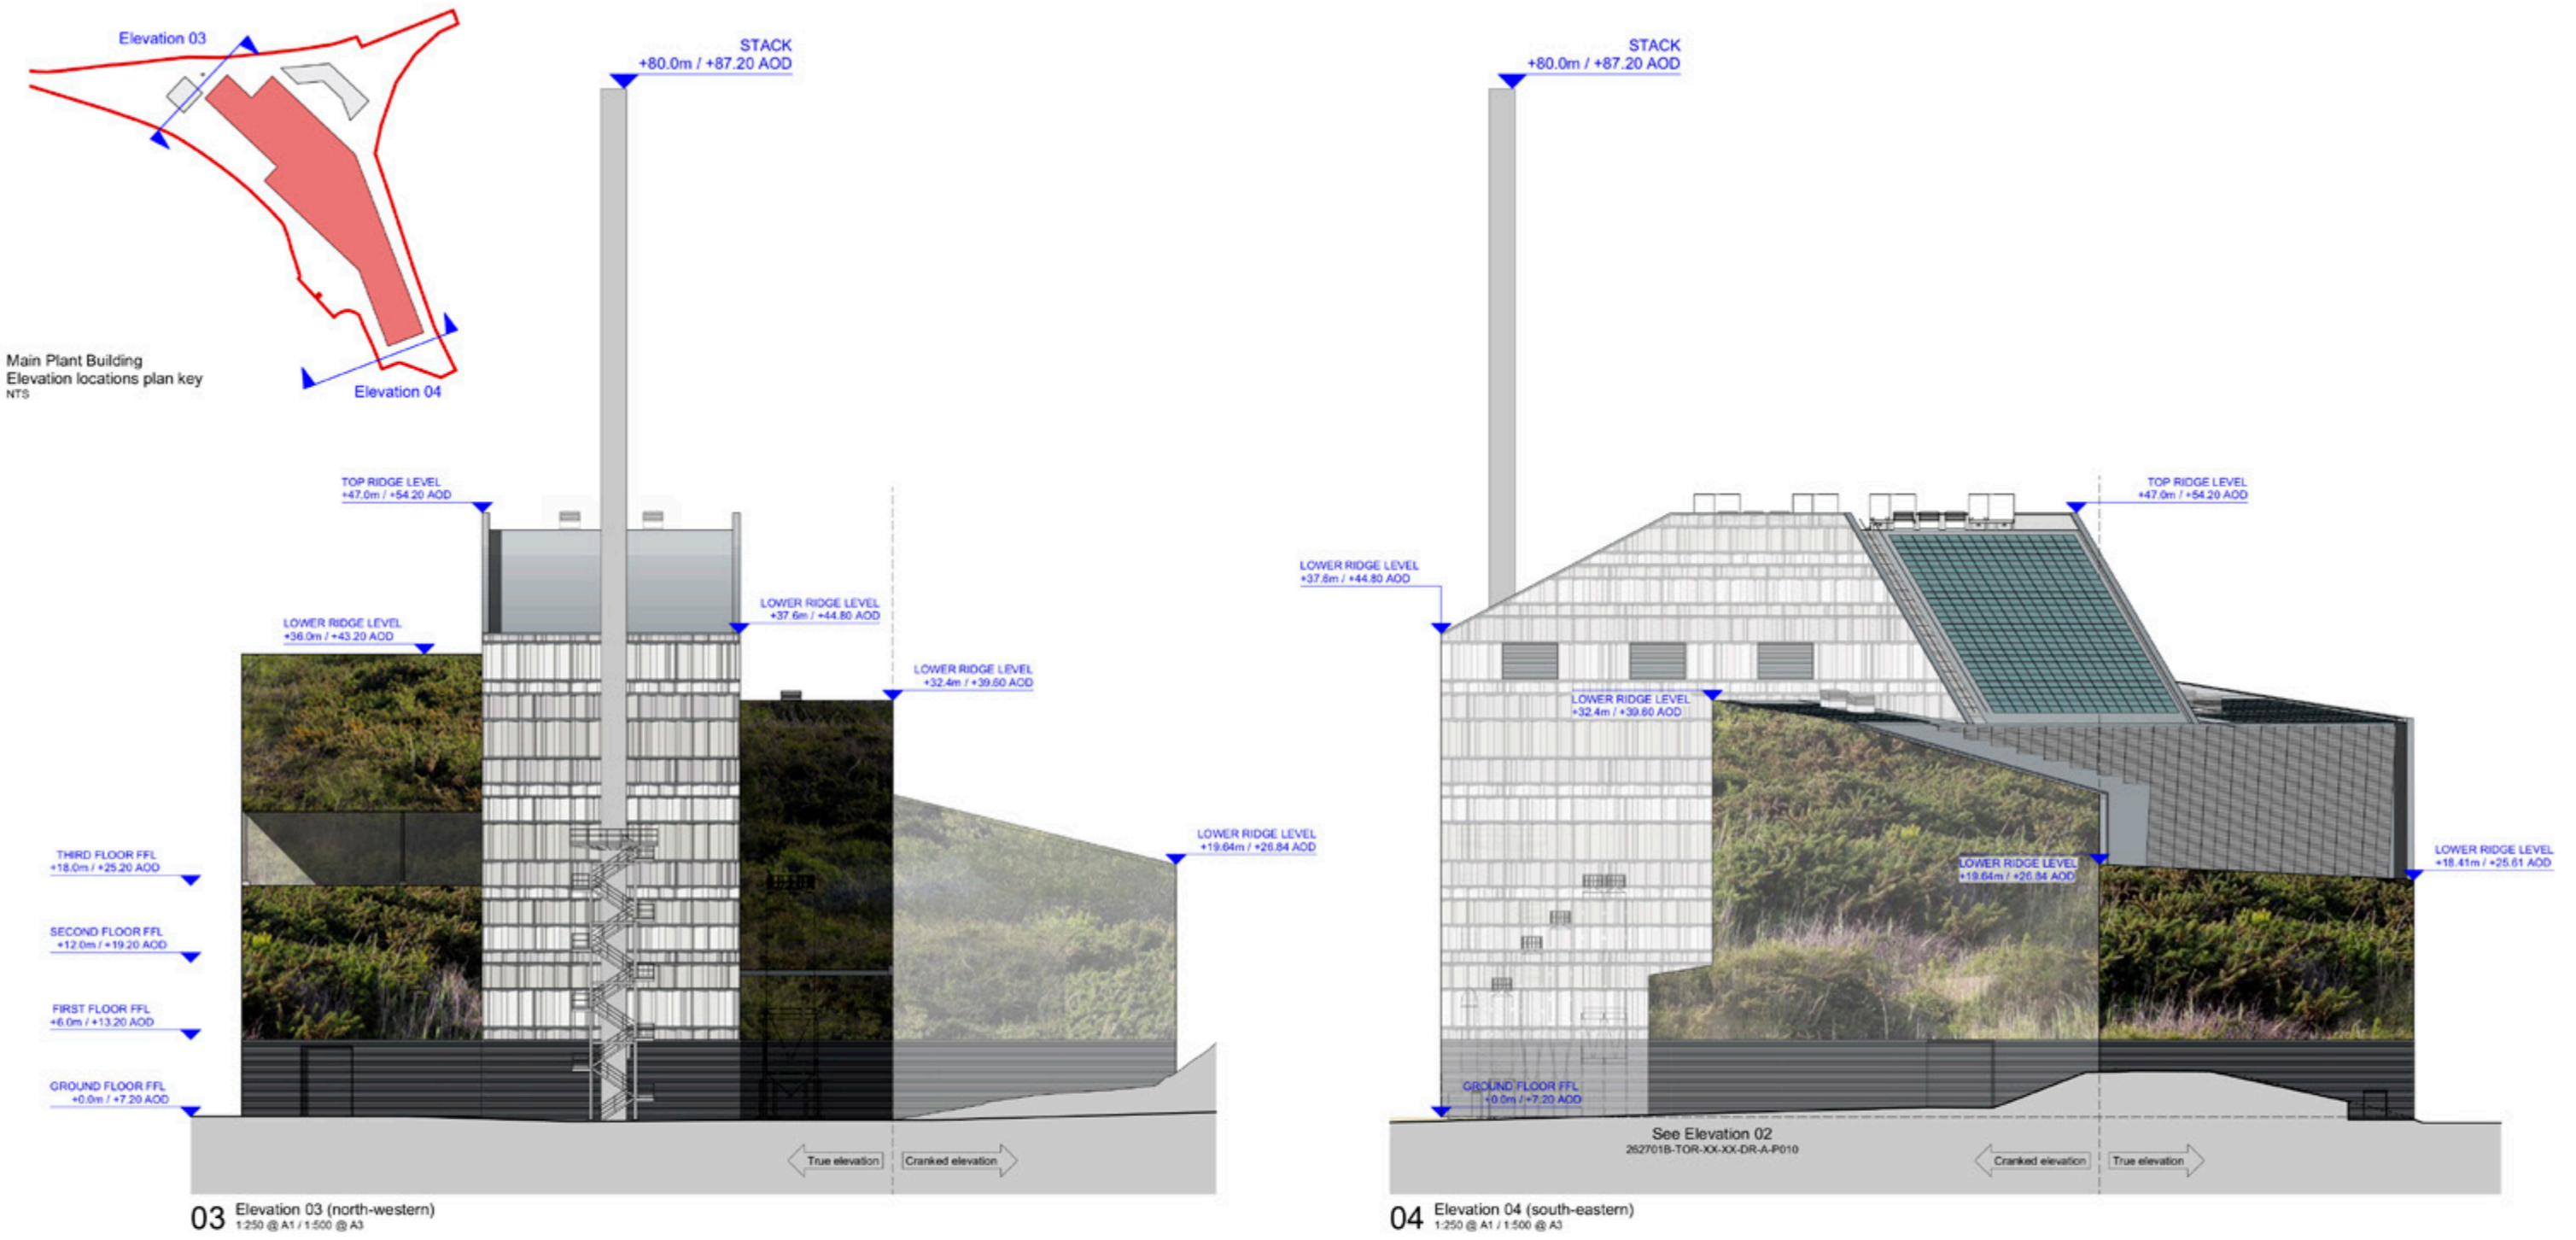 Elevation 03
Main Plant Building
Elevation locations plan key
NTS
Elevation 04
STACK
+80.0m / +87.20 AOD
TOP RIDGE LEVEL
+47.0m / +54.20 AOD
LOWER RIDGE LEVEL
+37.6m / +44.80 AOD
LOWER RIDGE LEVEL
+36.0m / +43.20 AOD
LOWER RIDGE LEVEL
+32.4m / +39.60 AOD
LOWER RIDGE LEVEL
+19.64m / +26.84 AOD
THIRD FLOOR FFL
+18.0m / +25.20 AOD
SECOND FLOOR FFL
+12.0m / +19.20 AOD
FIRST FLOOR FFL
+6.0m / +13.20 AOD
GROUND FLOOR FFL
+0.0m / +7.20 AOD
True elevation
Cranked elevation
03
Elevation 03 (north-western)
1:250 @ A1 / 1:500 @ A3
STACK
+80.0m / +87.20 AOD
TOP RIDGE LEVEL
+47.0m / +54.20 AOD
LOWER RIDGE LEVEL
+37.6m / +44.80 AOD
LOWER RIDGE LEVEL
+32.4m / +39.60 AOD
LOWER RIDGE LEVEL
+19.64m / +26.84 AOD
LOWER RIDGE LEVEL
+18.41m / +25.61 AOD
GROUND FLOOR FFL
+0.0m / +7.20 AOD
See Elevation 02
262701B-TOR-XX-XX-DR-A-P010
Cranked elevation
True elevation
04
Elevation 04 (south-eastern)
1:250 @ A1 / 1:500 @ A3